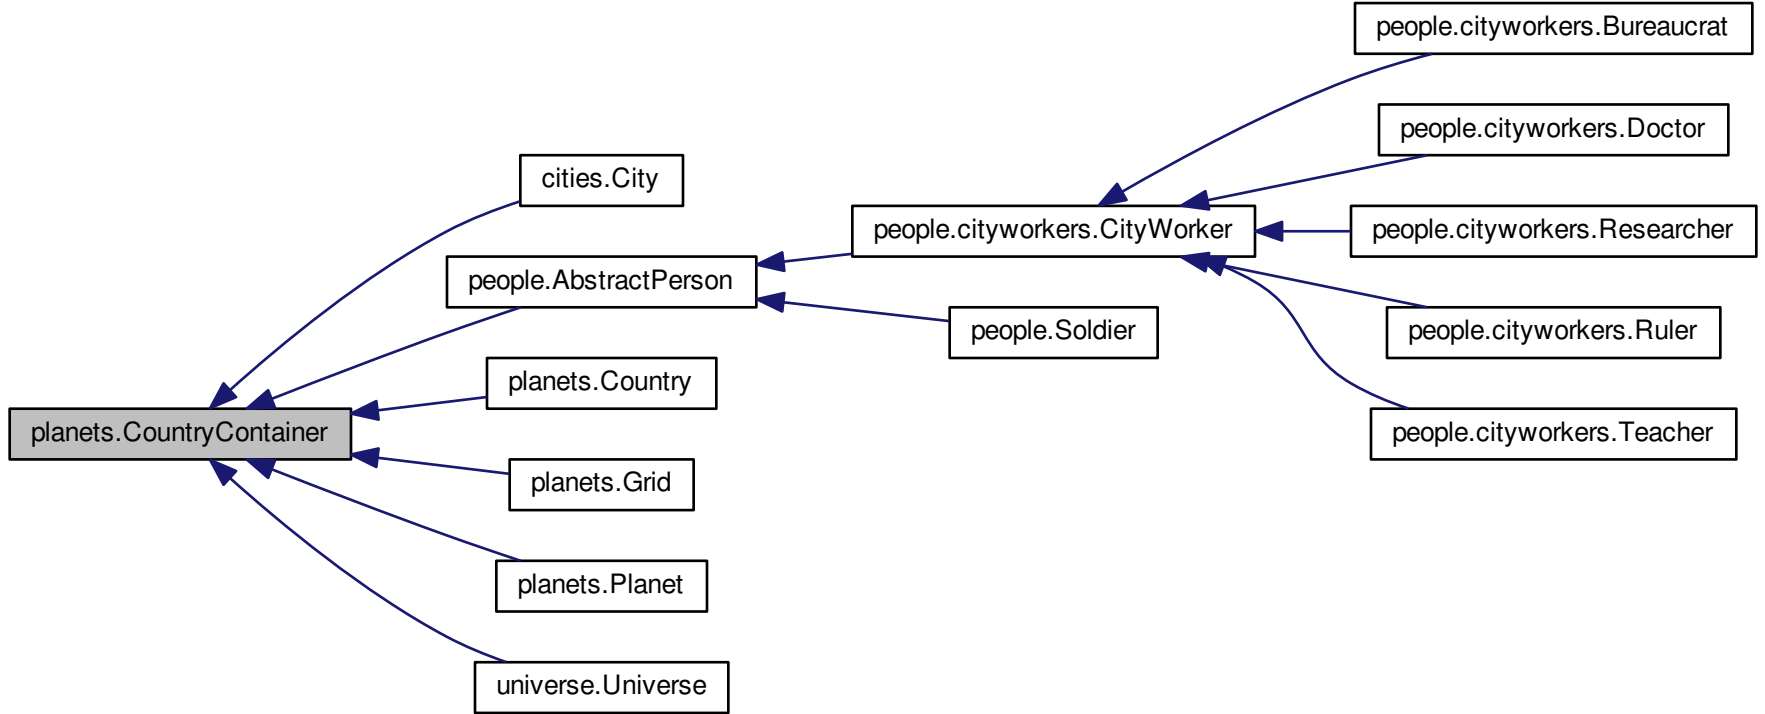 people.cityworkers.Bureaucrat
people.cityworkers.Doctor
cities.City
people.cityworkers.CityWorker
people.cityworkers.Researcher
people.AbstractPerson
people.Soldier
people.cityworkers.Ruler
planets.Country
planets.CountryContainer
people.cityworkers.Teacher
planets.Grid
planets.Planet
universe.Universe